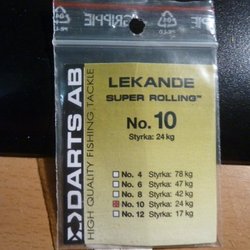 DARTS AB
HIGH QUALITY FISHING TACKLE
LEKANDE
SUPER ROLLING™
No. 10
Styrka: 24 kg
No. 4 Styrka: 78 kg
No. 6 Styrka: 47 kg
No. 8 Styrka: 42 kg
No. 10 Styrka: 24 kg
No. 12 Styrka: 17 kg